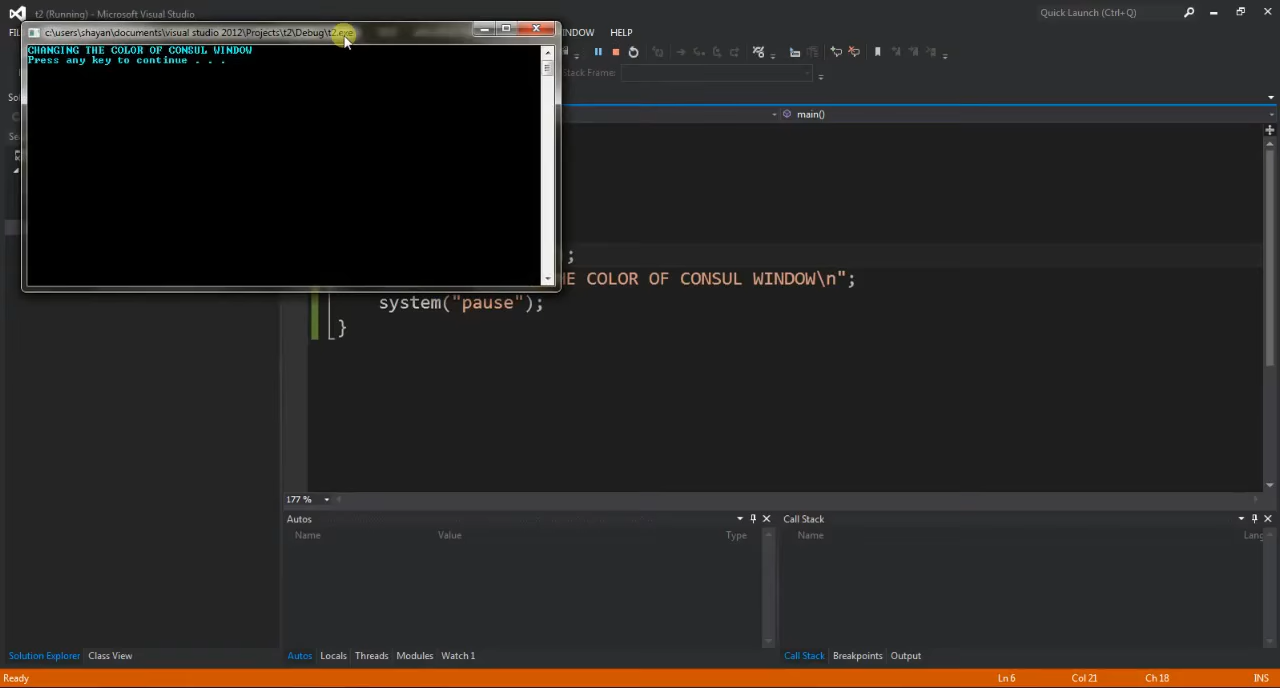 t2 (Running) - Microsoft Visual Studio
Quick Launch (Ctrl+Q)
c:\users\shayan\documents\visual studio 2012\Projects\t2\Debug\t2.exe
WINDOW HELP
CHANGING THE COLOR OF CONSUL WINDOW
Press any key to continue . . .
Stack Frame:
main()
;
THE COLOR OF CONSUL WINDOW\n";
system("pause");
}
177 %
Autos
Name Value Type
Call Stack
Name Lang
Solution Explorer Class View
Autos Locals Threads Modules Watch 1
Call Stack Breakpoints Output
Ready Ln 6 Col 21 Ch 18 INS